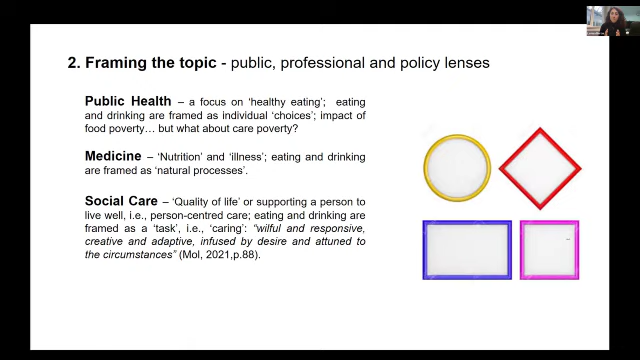 2. Framing the topic - public, professional and policy lenses
Public Health – a focus on ‘healthy eating’; eating
and drinking are framed as individual ‘choices’; impact of
food poverty… but what about care poverty?
Medicine – ‘Nutrition’ and ‘illness’; eating and drinking
are framed as ‘natural processes’.
Social Care – ‘Quality of life’ or supporting a person to
live well, i.e., person-centred care; eating and drinking are
framed as a ‘task’, i.e., ‘caring’: “wilful and responsive,
creative and adaptive, infused by desire and attuned to
the circumstances” (Mol, 2021,p.88).